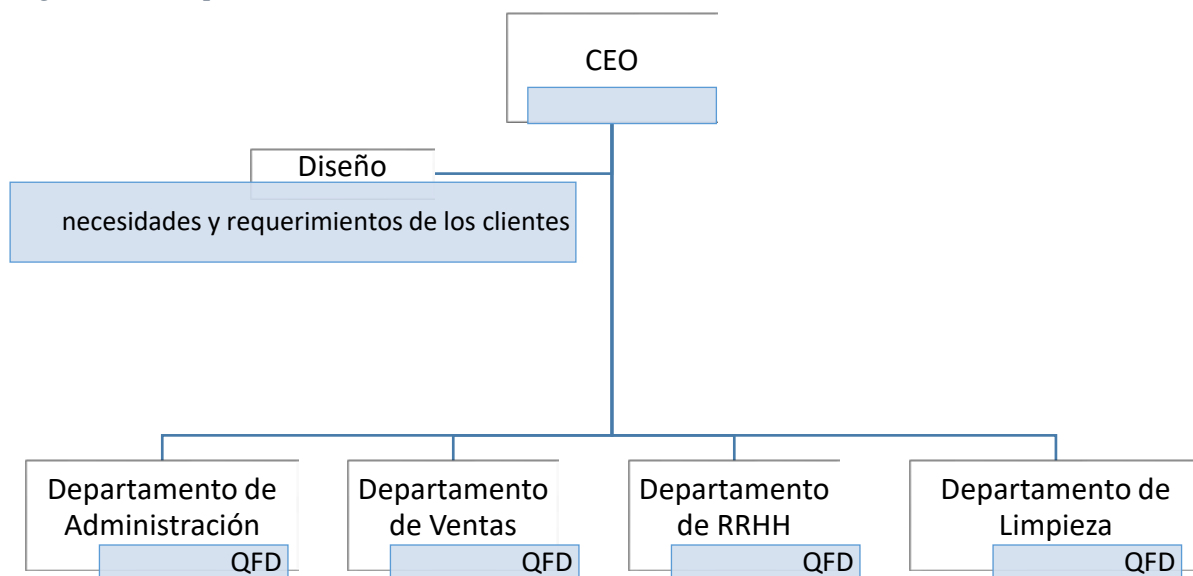 CEO
Diseño
necesidades y requerimientos de los clientes
Departamento de
Administración
QFD
Departamento
de Ventas
QFD
Departamento
de RRHH
QFD
Departamento de
Limpieza
QFD